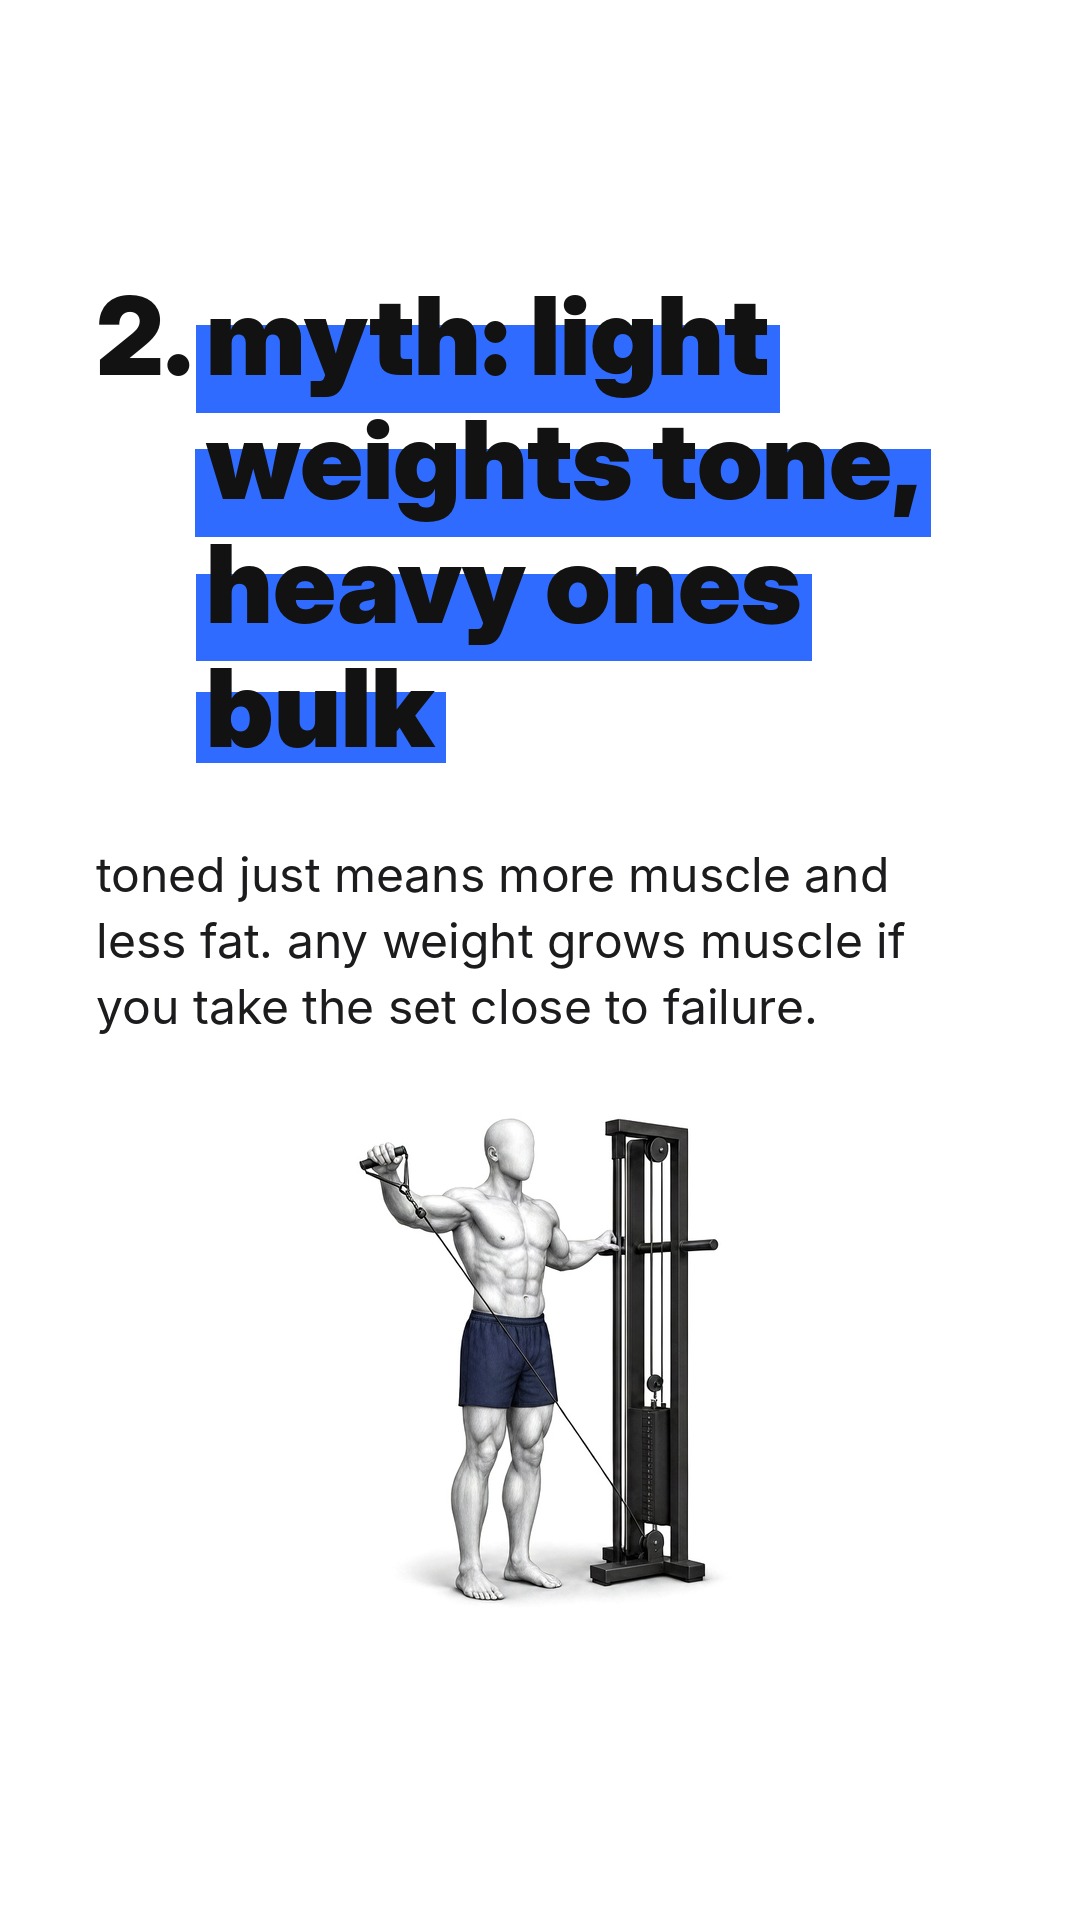 2. myth: light
weights tone,
heavy ones
bulk
toned just means more muscle and
less fat. any weight grows muscle if
you take the set close to failure.